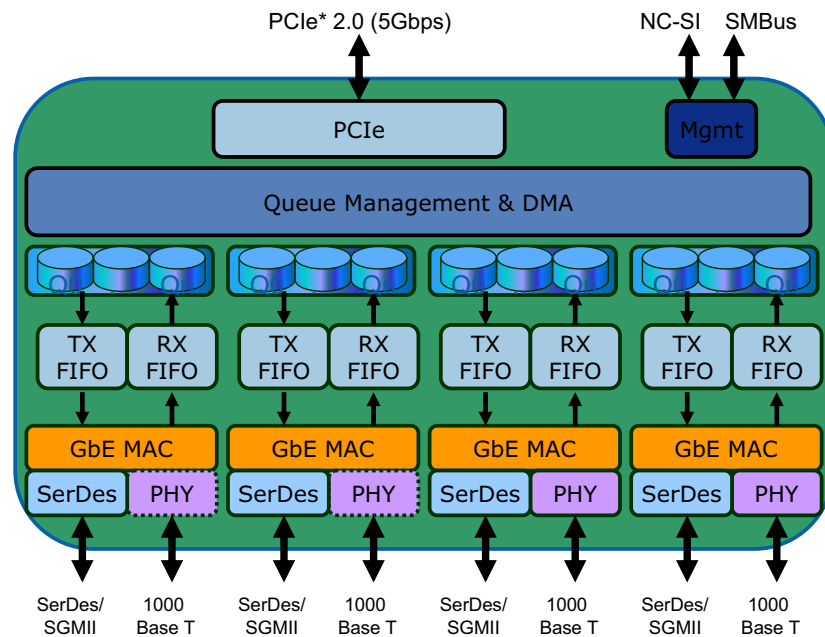 PCIe* 2.0 (5Gbps) NC-SI SMBus
PCIe Mgmt
Queue Management & DMA
TX RX TX RX TX RX TX RX
FIFO FIFO FIFO FIFO FIFO FIFO FIFO FIFO
GbE MAC GbE MAC GbE MAC GbE MAC
SerDes PHY SerDes PHY SerDes PHY SerDes PHY
SerDes/ 1000 SerDes/ 1000 SerDes/ 1000 SerDes/ 1000
SGMII Base T SGMII Base T SGMII Base T SGMII Base T